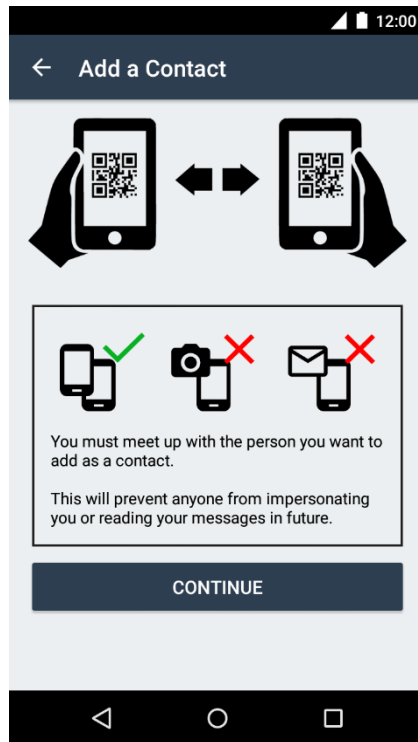 12:00
Add a Contact
You must meet up with the person you want to
add as a contact.
This will prevent anyone from impersonating
you or reading your messages in future.
CONTINUE